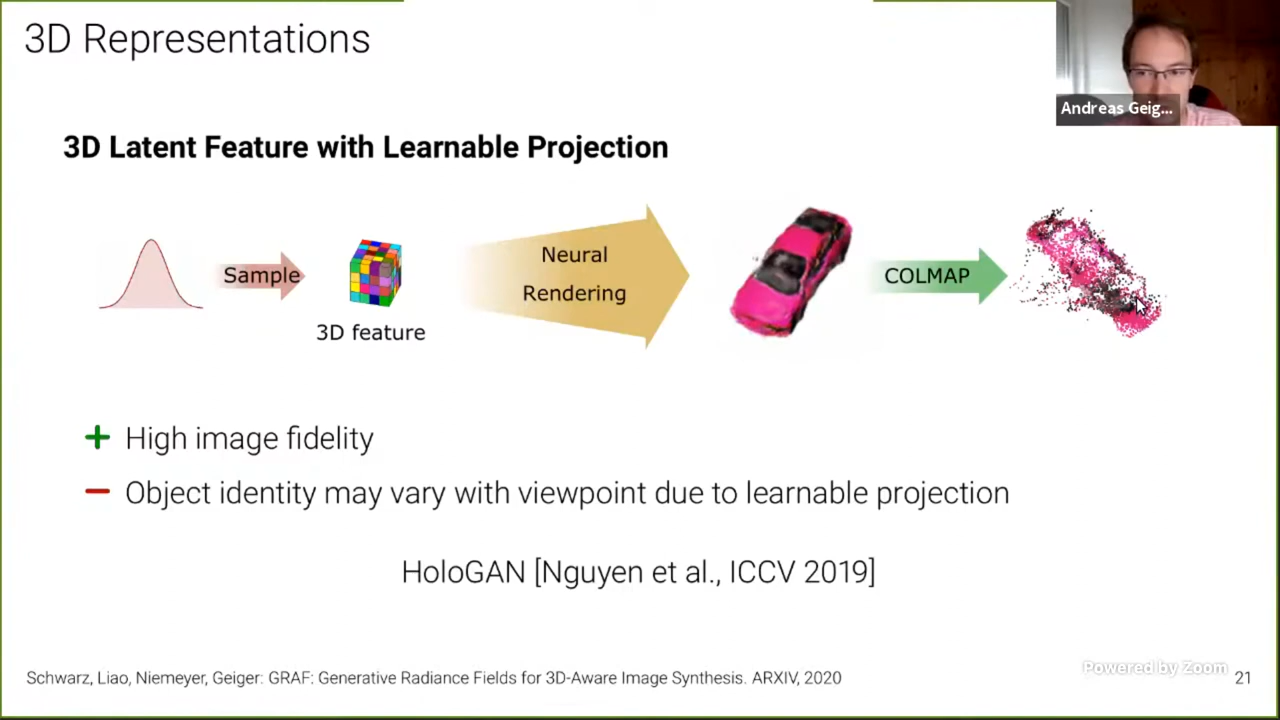 3D Representations
Andreas Geig...
3D Latent Feature with Learnable Projection
Sample
3D feature
Neural
Rendering
COLMAP
+ High image fidelity
− Object identity may vary with viewpoint due to learnable projection
HoloGAN [Nguyen et al., ICCV 2019]
Schwarz, Liao, Niemeyer, Geiger: GRAF: Generative Radiance Fields for 3D-Aware Image Synthesis. ARXIV, 2020
Powered by Zoom
21